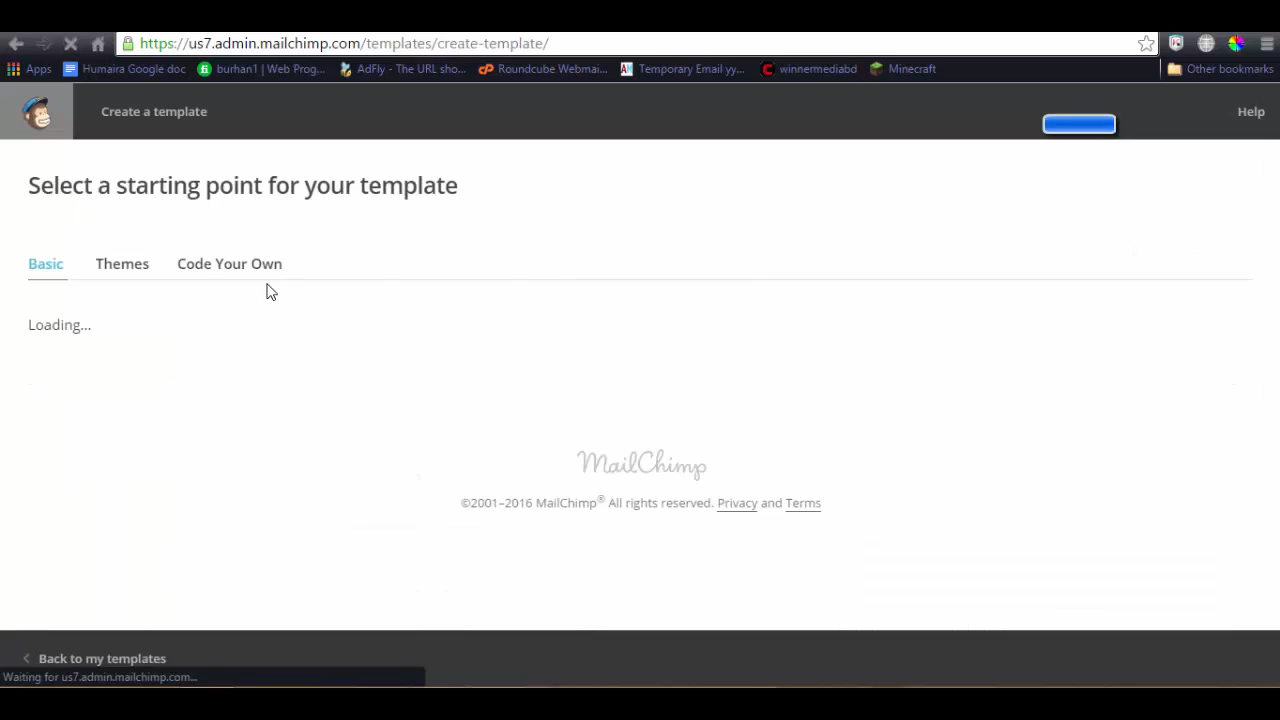 https://us7.admin.mailchimp.com/templates/create-template/
Apps Humaira Google doc burhan1 | Web Prog... AdFly - The URL sho... Roundcube Webmai... Temporary Email yy... winnermediabd Minecraft Other bookmarks
Create a template Help
Select a starting point for your template
Basic Themes Code Your Own
Loading...
MailChimp
©2001–2016 MailChimp® All rights reserved. Privacy and Terms
Back to my templates
Waiting for us7.admin.mailchimp.com...